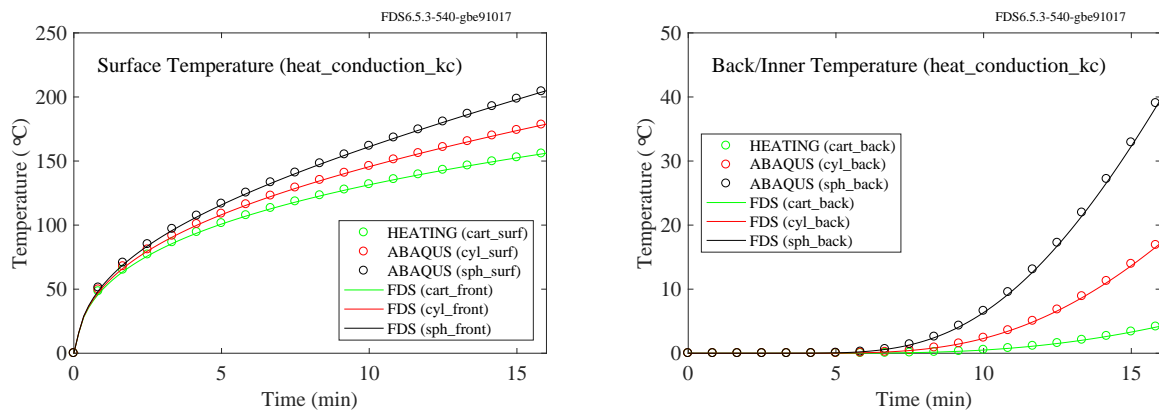 FDS6.5.3-540-gbe91017
Surface Temperature (heat_conduction_kc)
Temperature (°C)
250
200
150
100
50
0
HEATING (cart_surf)
ABAQUS (cyl_surf)
ABAQUS (sph_surf)
FDS (cart_front)
FDS (cyl_front)
FDS (sph_front)
0 5 10 15
Time (min)
FDS6.5.3-540-gbe91017
Back/Inner Temperature (heat_conduction_kc)
Temperature (°C)
50
40
30
20
10
0
HEATING (cart_back)
ABAQUS (cyl_back)
ABAQUS (sph_back)
FDS (cart_back)
FDS (cyl_back)
FDS (sph_back)
0 5 10 15
Time (min)